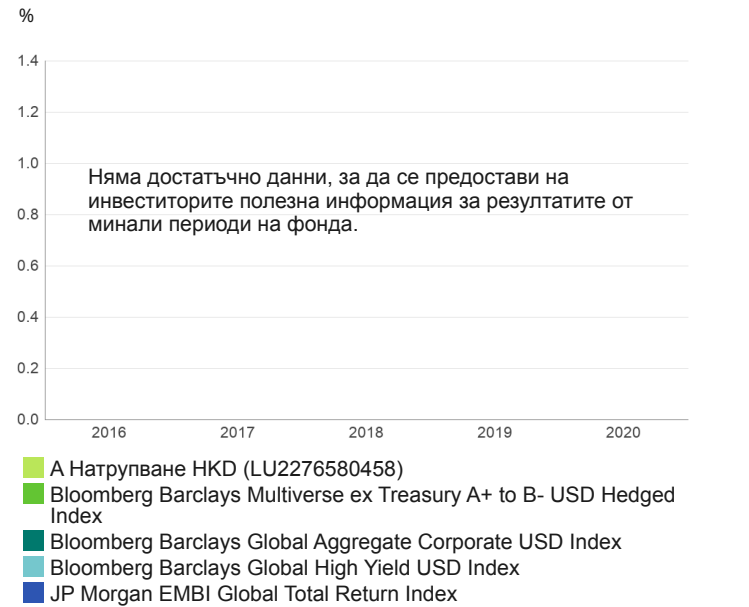 %
1.4
1.2
1.0
Няма достатъчно данни, за да се предостави на
инвеститорите полезна информация за резултатите от
минали периоди на фонда.
0.8
0.6
0.4
0.2
0.0
2016 2017 2018 2019 2020
А Натрупване HKD (LU2276580458)
Bloomberg Barclays Multiverse ex Treasury A+ to B- USD Hedged
Index
Bloomberg Barclays Global Aggregate Corporate USD Index
Bloomberg Barclays Global High Yield USD Index
JP Morgan EMBI Global Total Return Index